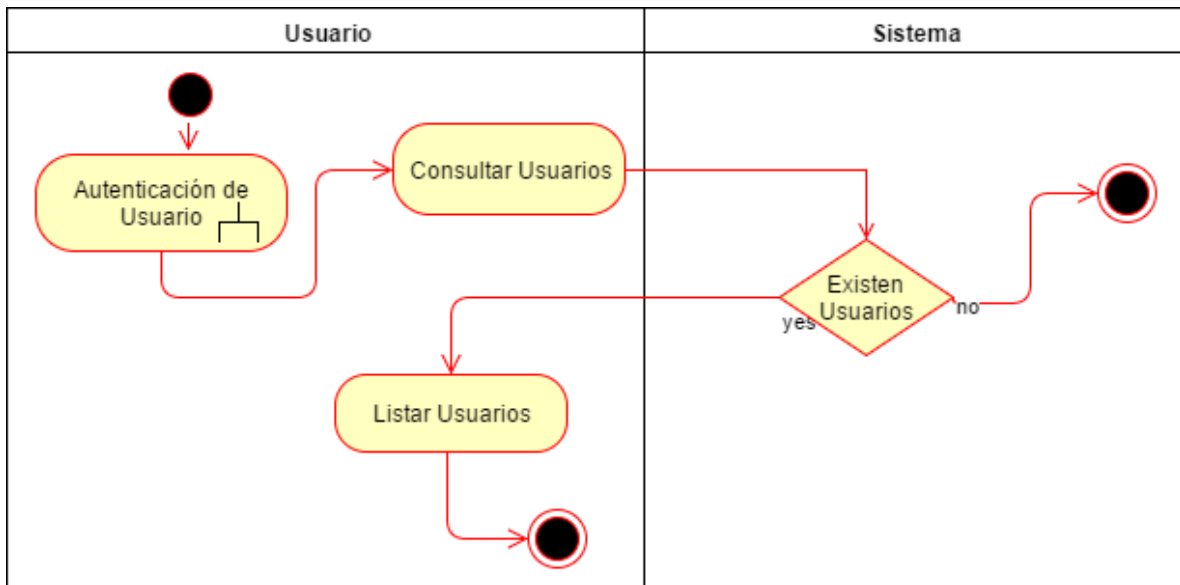 Usuario
Sistema
Autenticación de
Usuario
Consultar Usuarios
Existen
Usuarios
yes
no
Listar Usuarios